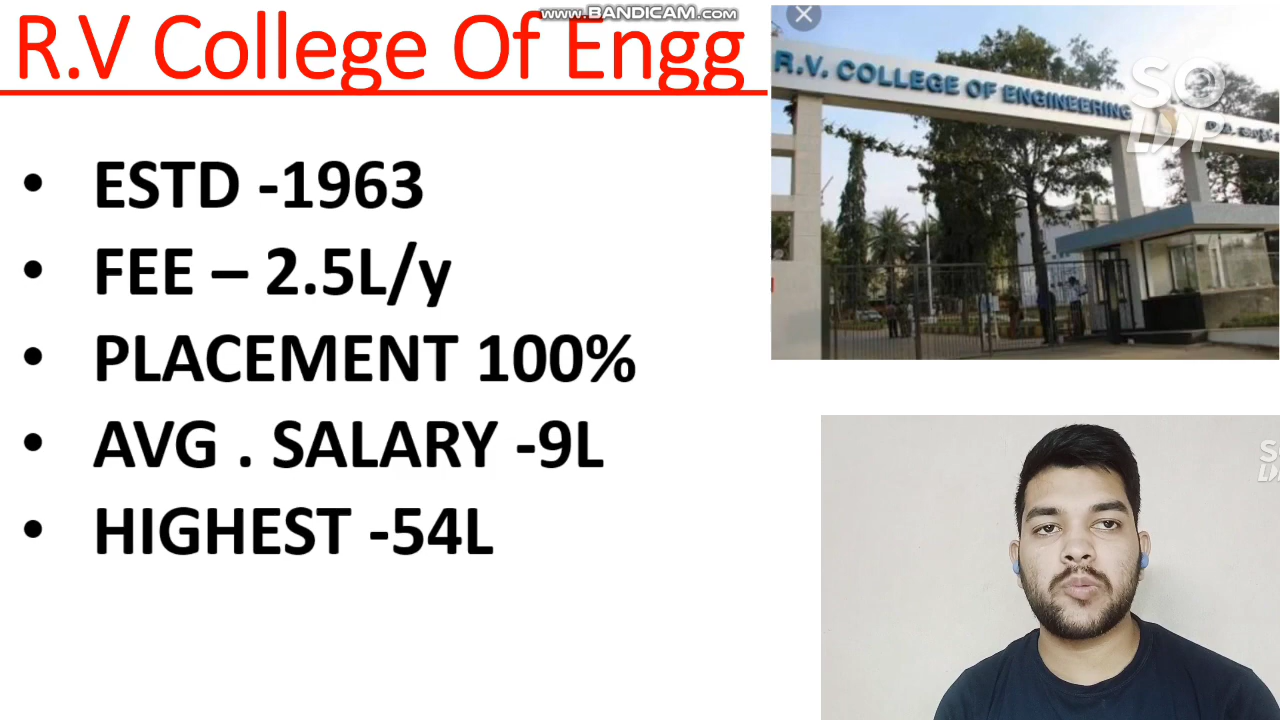 www.BANDICAM.com
R.V College Of Engg
R.V. COLLEGE OF ENGINEERING
• ESTD -1963
• FEE – 2.5L/y
• PLACEMENT 100%
• AVG . SALARY -9L
• HIGHEST -54L